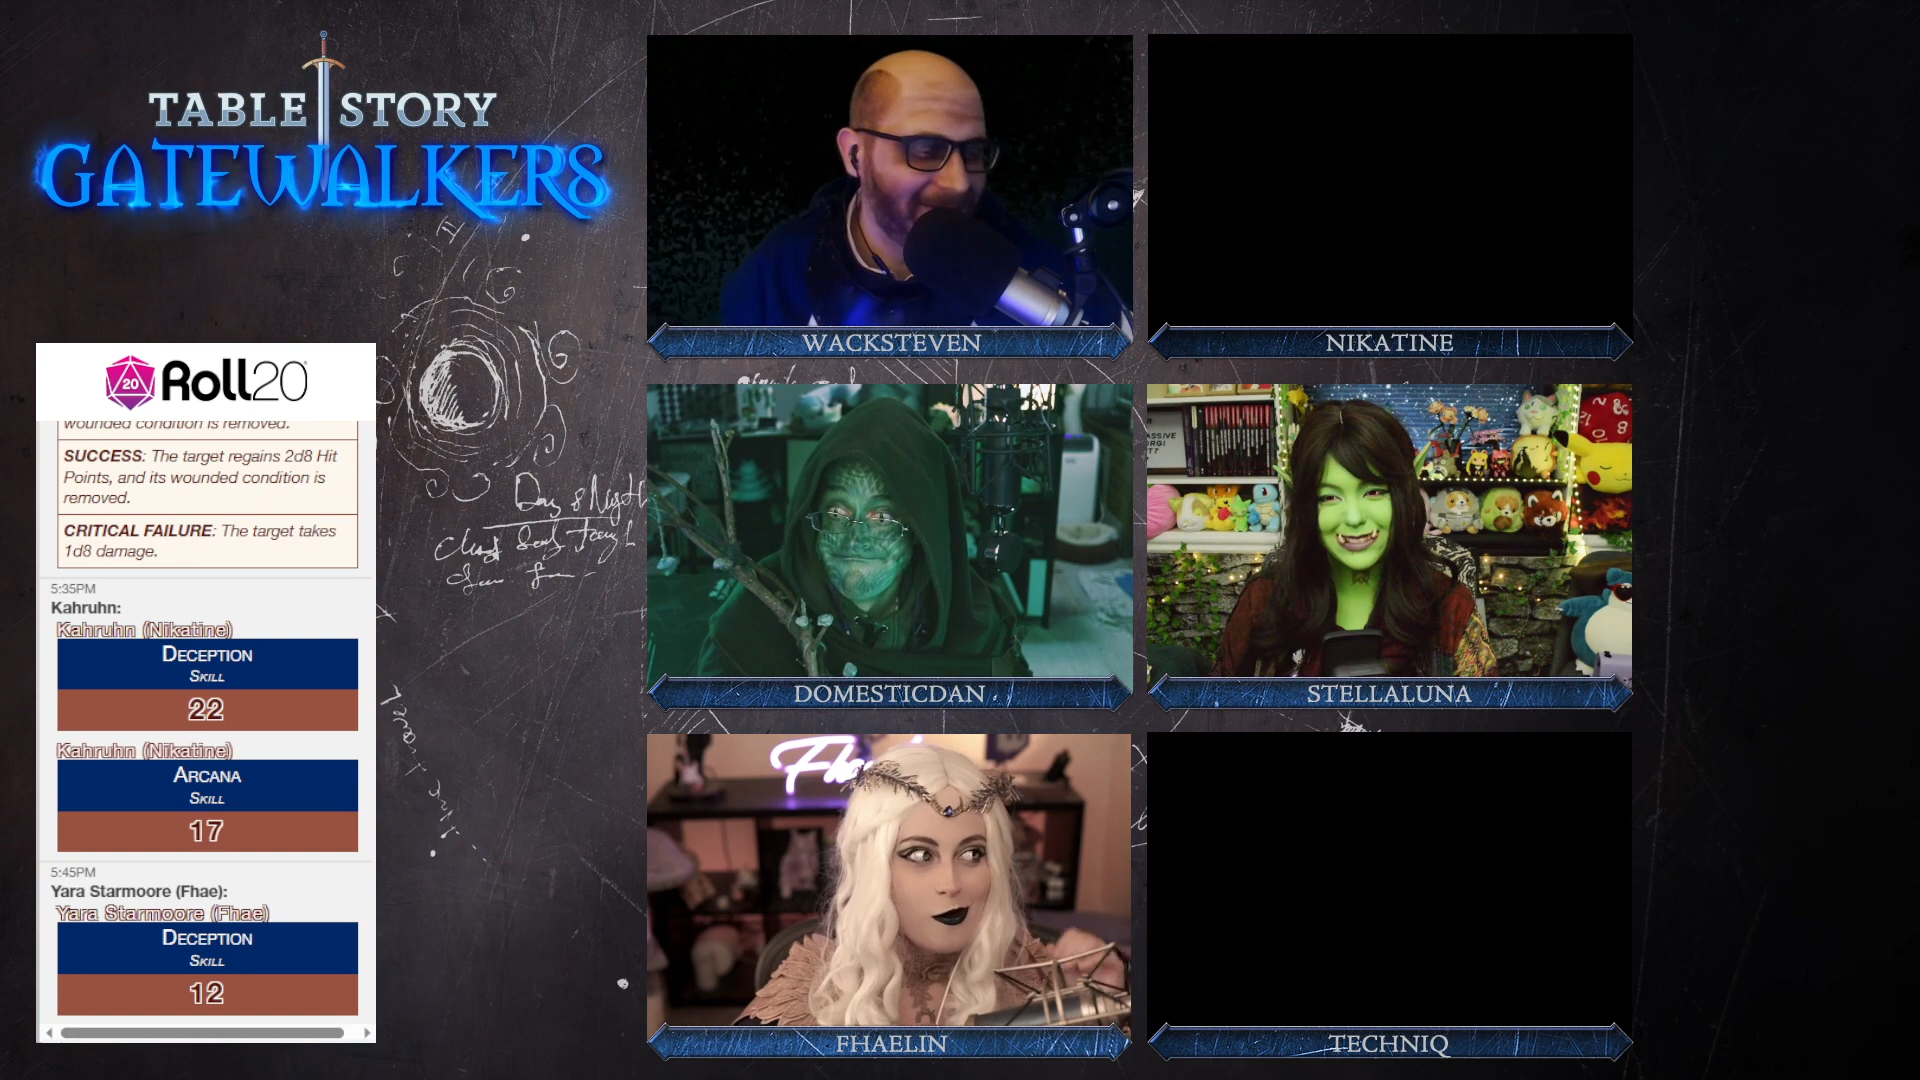 TABLE STORY
GATEWALKERS
20 Roll20
wounded condition is removed.
SUCCESS: The target regains 2d8 Hit
Points, and its wounded condition is
removed.
CRITICAL FAILURE: The target takes
1d8 damage.
5:35PM
Kahruhn:
Kahruhn (Nikatine)
DECEPTION
SKILL
22
Kahruhn (Nikatine)
ARCANA
SKILL
17
5:45PM
Yara Starmoore (Fhae):
Yara Starmoore (Fhae)
DECEPTION
SKILL
12
Day & Night
WACKSTEVEN
NIKATINE
DOMESTICDAN
STELLALUNA
FHAELIN
TECHNIQ